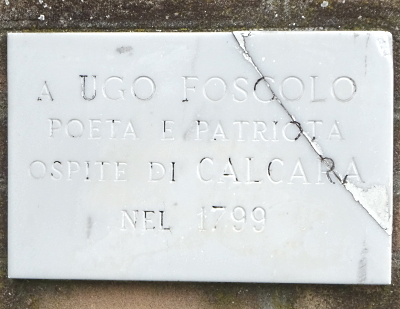 A UGO FOSCOLO
POETA E PATRIOTA
OSPITE DI CALCARA
NEL 1799